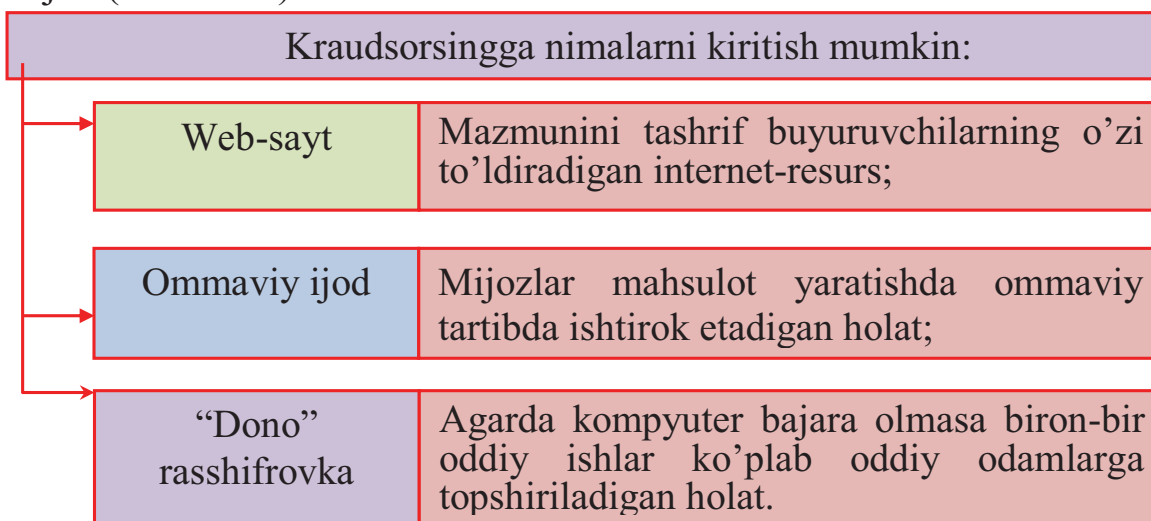 Kraudsorsingga nimalarni kiritish mumkin:
Web-sayt
Mazmunini tashrif buyuruvchilarning o’zi
to’ldiradigan internet-resurs;
Ommaviy ijod
Mijozlar mahsulot yaratishda ommaviy
tartibda ishtirok etadigan holat;
“Dono”
rasshifrovka
Agarda kompyuter bajara olmasa biron-bir
oddiy ishlar ko’plab oddiy odamlarga
topshiriladigan holat.